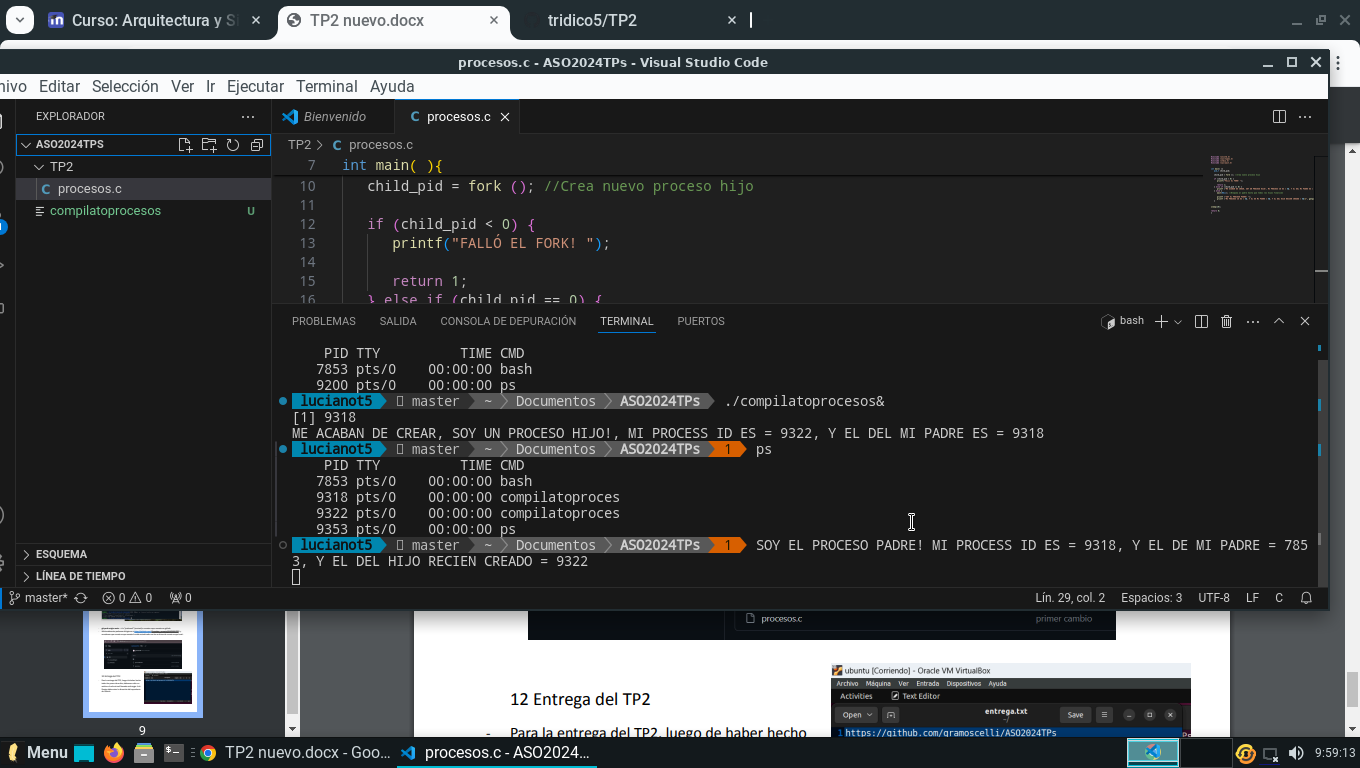 Curso: Arquitectura y S
TP2 nuevo.docx
tridico5/TP2
procesos.c - ASO2024TPs - Visual Studio Code
hivo Editar Selección Ver Ir Ejecutar Terminal Ayuda
EXPLORADOR
Bienvenido
C procesos.c
ASO2024TPS
TP2 > C procesos.c
TP2
7 int main( ){
C procesos.c
10 child_pid = fork (); //Crea nuevo proceso hijo
compilatoprocesos U
11
12 if (child_pid < 0) {
13 printf("FALLÓ EL FORK! ");
14
15 return 1;
16 } else if (child_pid == 0) {
PROBLEMAS SALIDA CONSOLA DE DEPURACIÓN TERMINAL PUERTOS
bash
PID TTY TIME CMD
7853 pts/0 00:00:00 bash
9200 pts/0 00:00:00 ps
lucianot5 master ~ Documentos ASO2024TPs ./compilatoprocesos&
[1] 9318
ME ACABAN DE CREAR, SOY UN PROCESO HIJO!, MI PROCESS ID ES = 9322, Y EL DEL MI PADRE ES = 9318
lucianot5 master ~ Documentos ASO2024TPs 1 ps
PID TTY TIME CMD
7853 pts/0 00:00:00 bash
9318 pts/0 00:00:00 compilatoproces
9322 pts/0 00:00:00 compilatoproces
9353 pts/0 00:00:00 ps
lucianot5 master ~ Documentos ASO2024TPs 1 SOY EL PROCESO PADRE! MI PROCESS ID ES = 9318, Y EL DE MI PADRE = 785
3, Y EL DEL HIJO RECIEN CREADO = 9322
ESQUEMA
LÍNEA DE TIEMPO
master* 0 0 0
Lín. 29, col. 2 Espacios: 3 UTF-8 LF C
procesos.c primer cambio
ubuntu [Corriendo] - Oracle VM VirtualBox
Archivo Máquina Ver Entrada Dispositivos Ayuda
Activities Text Editor
12 Entrega del TP2
Open entrega.txt Save
~/
- Para la entrega del TP2, luego de haber hecho
1 https://github.com/gramoscelli/ASO2024TPs
9
Menu
TP2 nuevo.docx - Goo...
procesos.c - ASO2024...
9:59:13